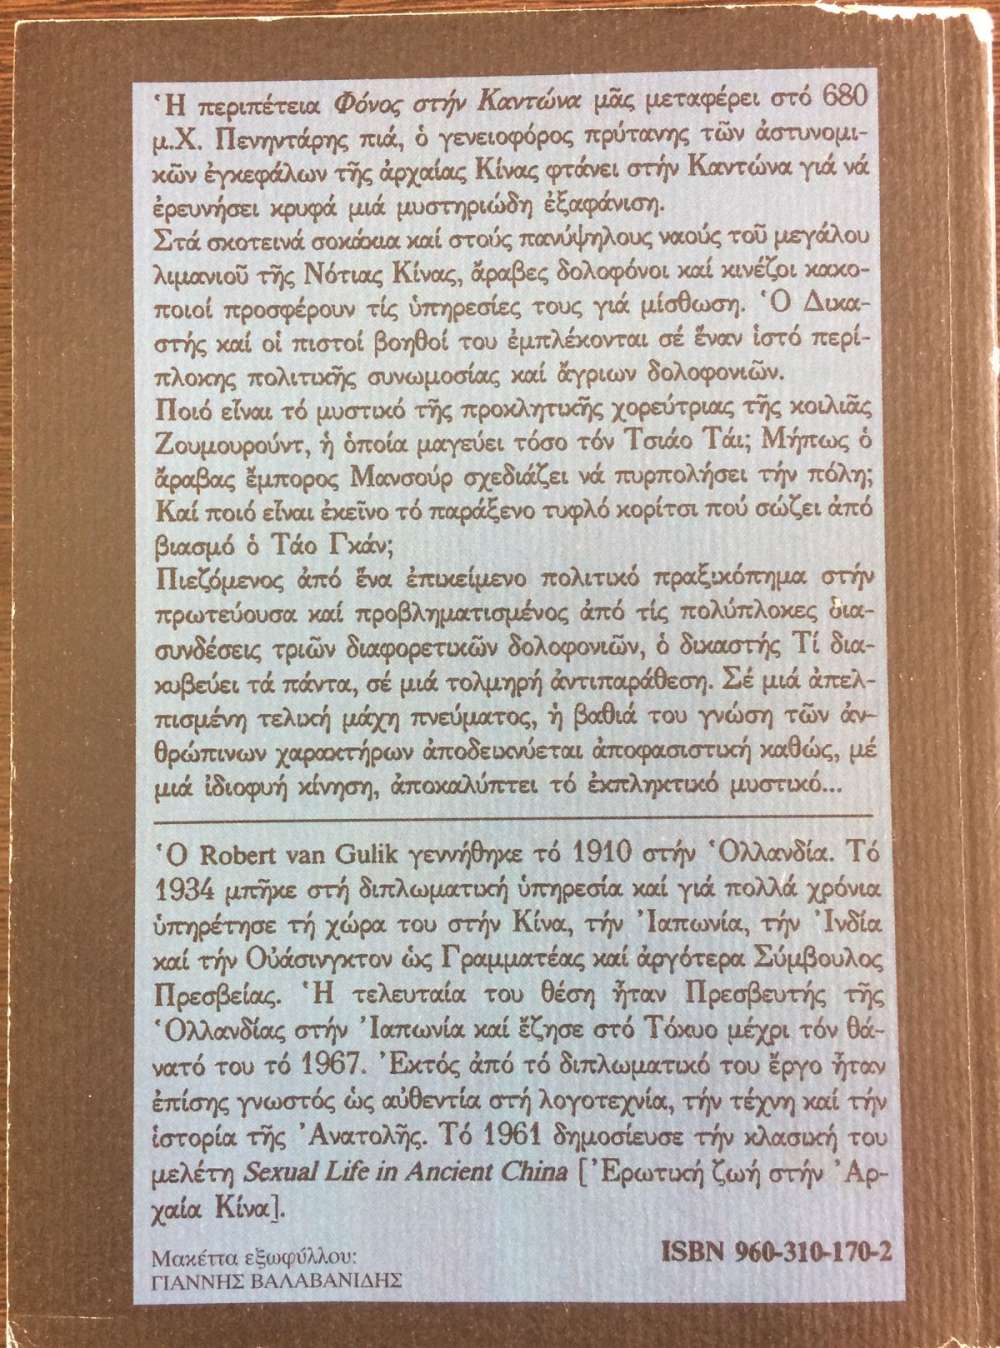 Ἡ περιπέτεια Φόνος στήν Καντώνα μᾶς μεταφέρει στό 680
μ.Χ. Πενηντάρης πιά, ὁ γενειοφόρος πρύτανης τῶν ἀστυνομι-
κῶν ἐγκεφάλων τῆς ἀρχαίας Κίνας φτάνει στήν Καντώνα γιά νά
ἐρευνήσει κρυφά μιά μυστηριώδη ἐξαφάνιση.
Στά σκοτεινά σοκάκια καί στούς πανύψηλους ναούς τοῦ μεγάλου
λιμανιοῦ τῆς Νότιας Κίνας, ἄραβες δολοφόνοι καί κινέζοι κακο-
ποιοί προσφέρουν τίς ὑπηρεσίες τους γιά μίσθωση. Ὁ Δικα-
στής καί οἱ πιστοί βοηθοί του ἐμπλέκονται σέ ἕναν ἱστό περί-
πλοκης πολιτικῆς συνωμοσίας καί ἄγριων δολοφονιῶν.
Ποιό εἶναι τό μυστικό τῆς προκλητικῆς χορεύτριας τῆς κοιλιᾶς
Ζουμουρούντ, ἡ ὁποία μαγεύει τόσο τόν Τσιάο Τάι; Μήπως ὁ
ἄραβας ἔμπορος Μανσούρ σχεδιάζει νά πυρπολήσει τήν πόλη;
Καί ποιό εἶναι ἐκεῖνο τό παράξενο τυφλό κορίτσι πού σώζει ἀπό
βιασμό ὁ Τάο Γκάν;
Πιεζόμενος ἀπό ἕνα ἐπικείμενο πολιτικό πραξικόπημα στήν
πρωτεύουσα καί προβληματισμένος ἀπό τίς πολύπλοκες δια-
συνδέσεις τριῶν διαφορετικῶν δολοφονιῶν, ὁ δικαστής Τί δια-
κυβεύει τά πάντα, σέ μιά τολμηρή ἀντιπαράθεση. Σέ μιά ἀπελ-
πισμένη τελική μάχη πνεύματος, ἡ βαθιά του γνώση τῶν ἀν-
θρώπινων χαρακτήρων ἀποδεικνύεται ἀποφασιστική καθώς, μέ
μιά ἰδιοφυή κίνηση, ἀποκαλύπτει τό ἐκπληκτικό μυστικό...
Ὁ Robert van Gulik γεννήθηκε τό 1910 στήν Ὁλλανδία. Τό
1934 μπῆκε στή διπλωματική ὑπηρεσία καί γιά πολλά χρόνια
ὑπηρέτησε τή χώρα του στήν Κίνα, τήν Ἰαπωνία, τήν Ἰνδία
καί τήν Οὐάσινγκτον ὡς Γραμματέας καί ἀργότερα Σύμβουλος
Πρεσβείας. Ἡ τελευταία του θέση ἦταν Πρεσβευτής τῆς
Ὁλλανδίας στήν Ἰαπωνία καί ἔζησε στό Τόκυο μέχρι τόν θά-
νατό του τό 1967. Ἐκτός ἀπό τό διπλωματικό του ἔργο ἦταν
ἐπίσης γνωστός ὡς αὐθεντία στή λογοτεχνία, τήν τέχνη καί τήν
ἱστορία τῆς Ἀνατολῆς. Τό 1961 δημοσίευσε τήν κλασική του
μελέτη Sexual Life in Ancient China [Ἐρωτική ζωή στήν Ἀρ-
χαία Κίνα].
Μακέττα εξωφύλλου:
ΓΙΑΝΝΗΣ ΒΑΛΑΒΑΝΙΔΗΣ
ISBN 960-310-170-2